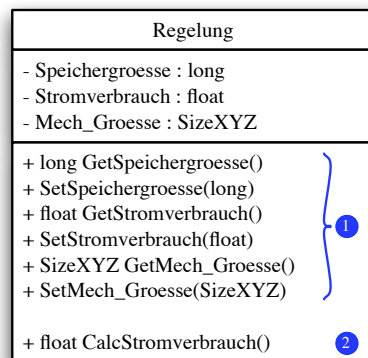 Regelung
- Speichergroesse : long
- Stromverbrauch : float
- Mech_Groesse : SizeXYZ
+ long GetSpeichergroesse()
+ SetSpeichergroesse(long)
+ float GetStromverbrauch()
+ SetStromverbrauch(float)
+ SizeXYZ GetMech_Groesse()
+ SetMech_Groesse(SizeXYZ)
1
+ float CalcStromverbrauch() 2